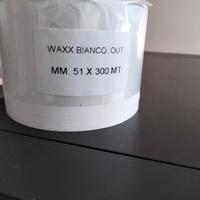 WAXX BIANCO OUT
MM. 51 X 300 MT